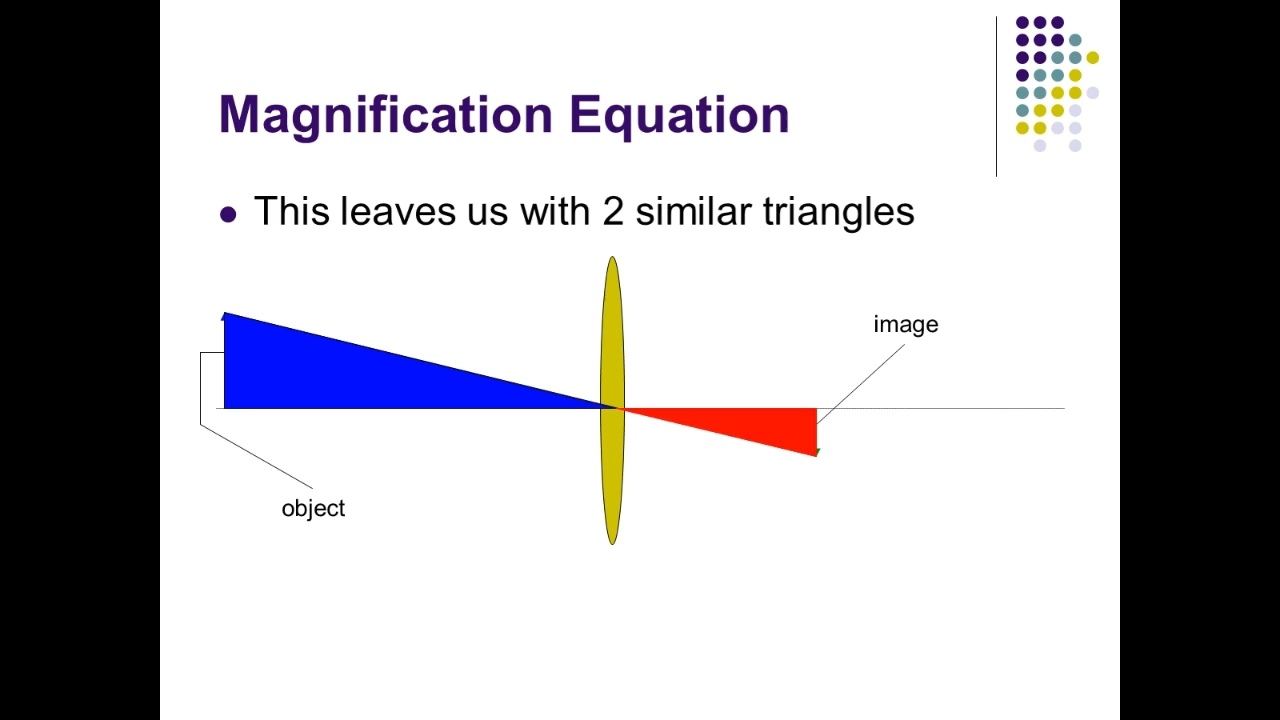 Magnification Equation
This leaves us with 2 similar triangles
image
object